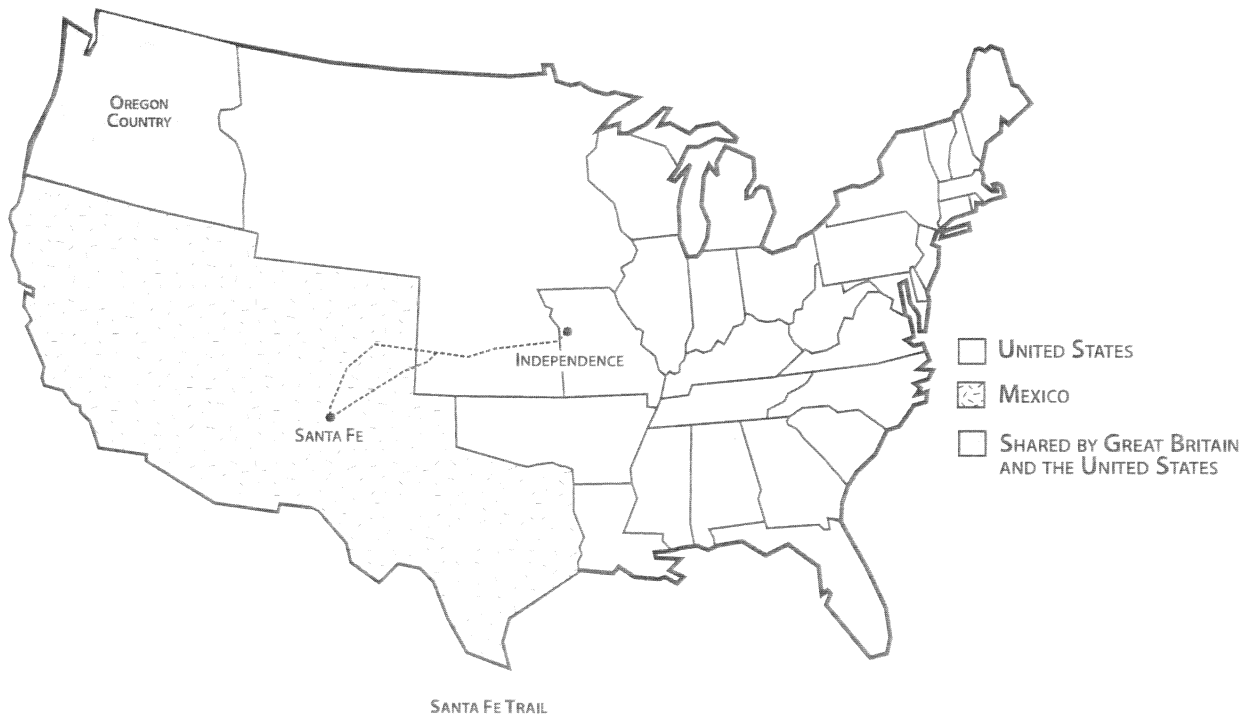 Oregon
Country
Independence
Santa Fe
United States
Mexico
Shared by Great Britain
and the United States
Santa Fe Trail